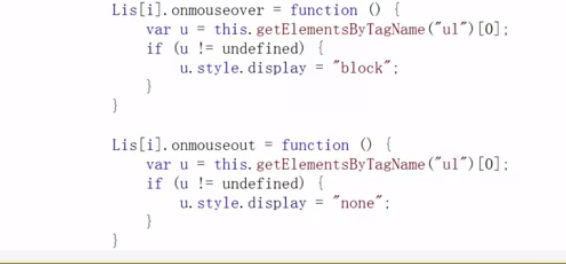 Lis[i].onmouseover = function () {
var u = this.getElementsByTagName("ul")[0];
if (u != undefined) {
u.style.display = "block";
}
}
Lis[i].onmouseout = function () {
var u = this.getElementsByTagName("ul")[0];
if (u != undefined) {
u.style.display = "none";
}
}